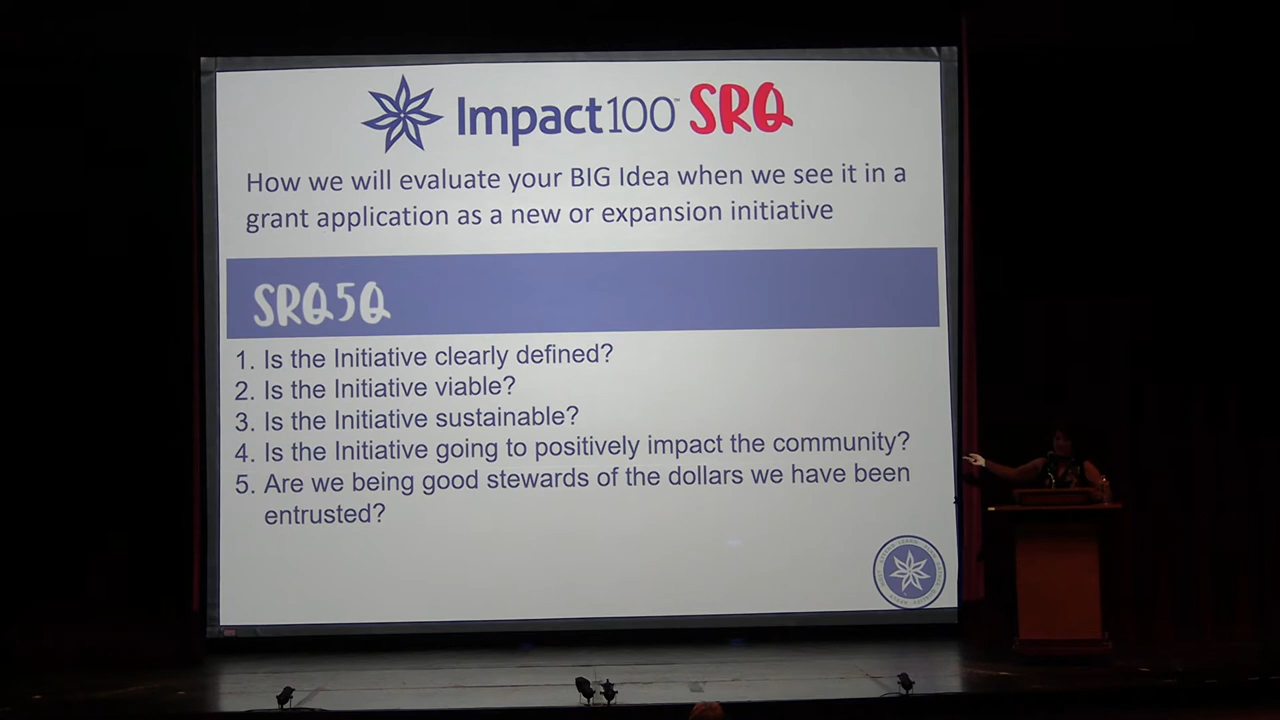 Impact100™ SRQ
How we will evaluate your BIG Idea when we see it in a
grant application as a new or expansion initiative
SRQ5Q
1. Is the Initiative clearly defined?
2. Is the Initiative viable?
3. Is the Initiative sustainable?
4. Is the Initiative going to positively impact the community?
5. Are we being good stewards of the dollars we have been
entrusted?